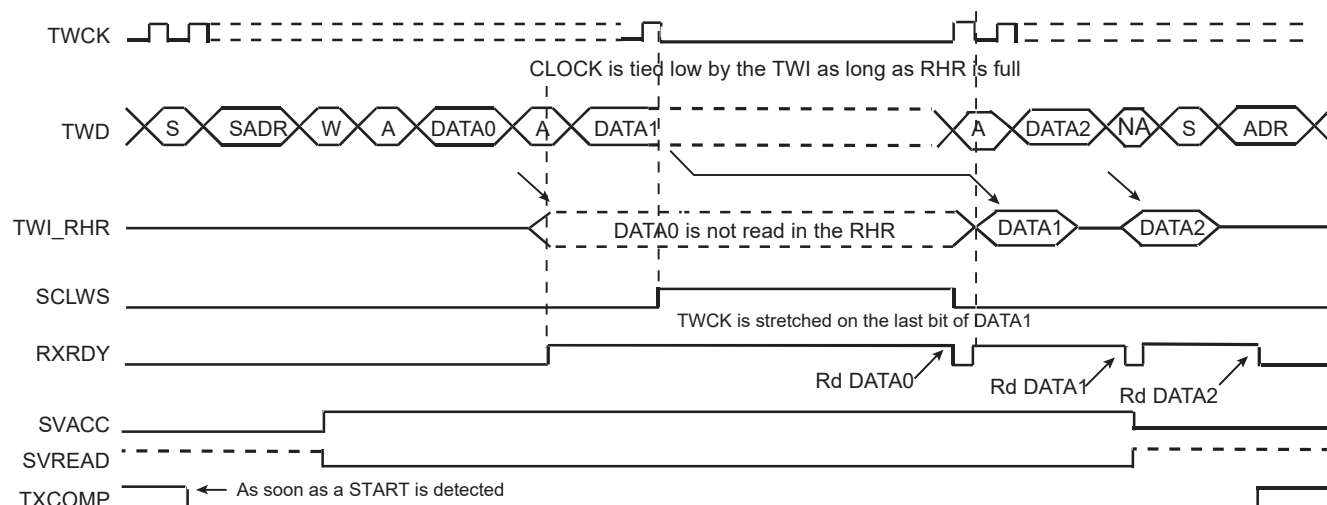 TWCK
CLOCK is tied low by the TWI as long as RHR is full
TWD S SADR W A DATA0 A DATA1 A DATA2 NA S ADR
TWI_RHR DATA0 is not read in the RHR DATA1 DATA2
SCLWS
TWCK is stretched on the last bit of DATA1
RXRDY
Rd DATA0 Rd DATA1 Rd DATA2
SVACC
SVREAD
TXCOMP As soon as a START is detected